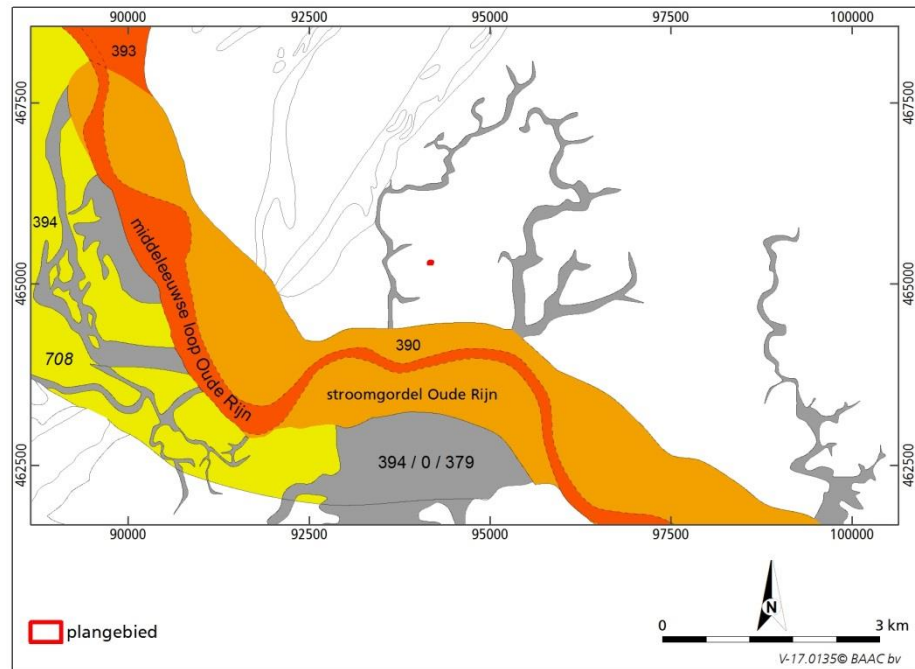 90000 92500 95000 97500 100000
393
467500 467500
394
middeleeuwse loop Oude Rijn
465000 465000
390
708
stroomgordel Oude Rijn
394 / 0 / 379
462500 462500
90000 92500 95000 97500 100000
N
plangebied
0 3 km
V-17.0135© BAAC bv